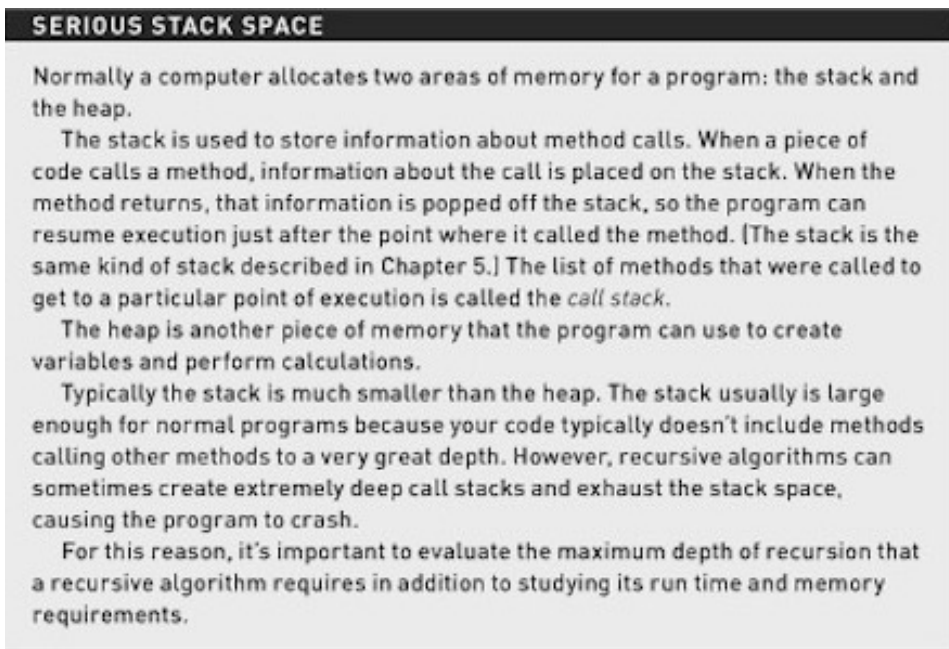 SERIOUS STACK SPACE
Normally a computer allocates two areas of memory for a program: the stack and
the heap.
The stack is used to store information about method calls. When a piece of
code calls a method, information about the call is placed on the stack. When the
method returns, that information is popped off the stack, so the program can
resume execution just after the point where it called the method. (The stack is the
same kind of stack described in Chapter 5.) The list of methods that were called to
get to a particular point of execution is called the call stack.
The heap is another piece of memory that the program can use to create
variables and perform calculations.
Typically the stack is much smaller than the heap. The stack usually is large
enough for normal programs because your code typically doesn't include methods
calling other methods to a very great depth. However, recursive algorithms can
sometimes create extremely deep call stacks and exhaust the stack space,
causing the program to crash.
For this reason, it's important to evaluate the maximum depth of recursion that
a recursive algorithm requires in addition to studying its run time and memory
requirements.